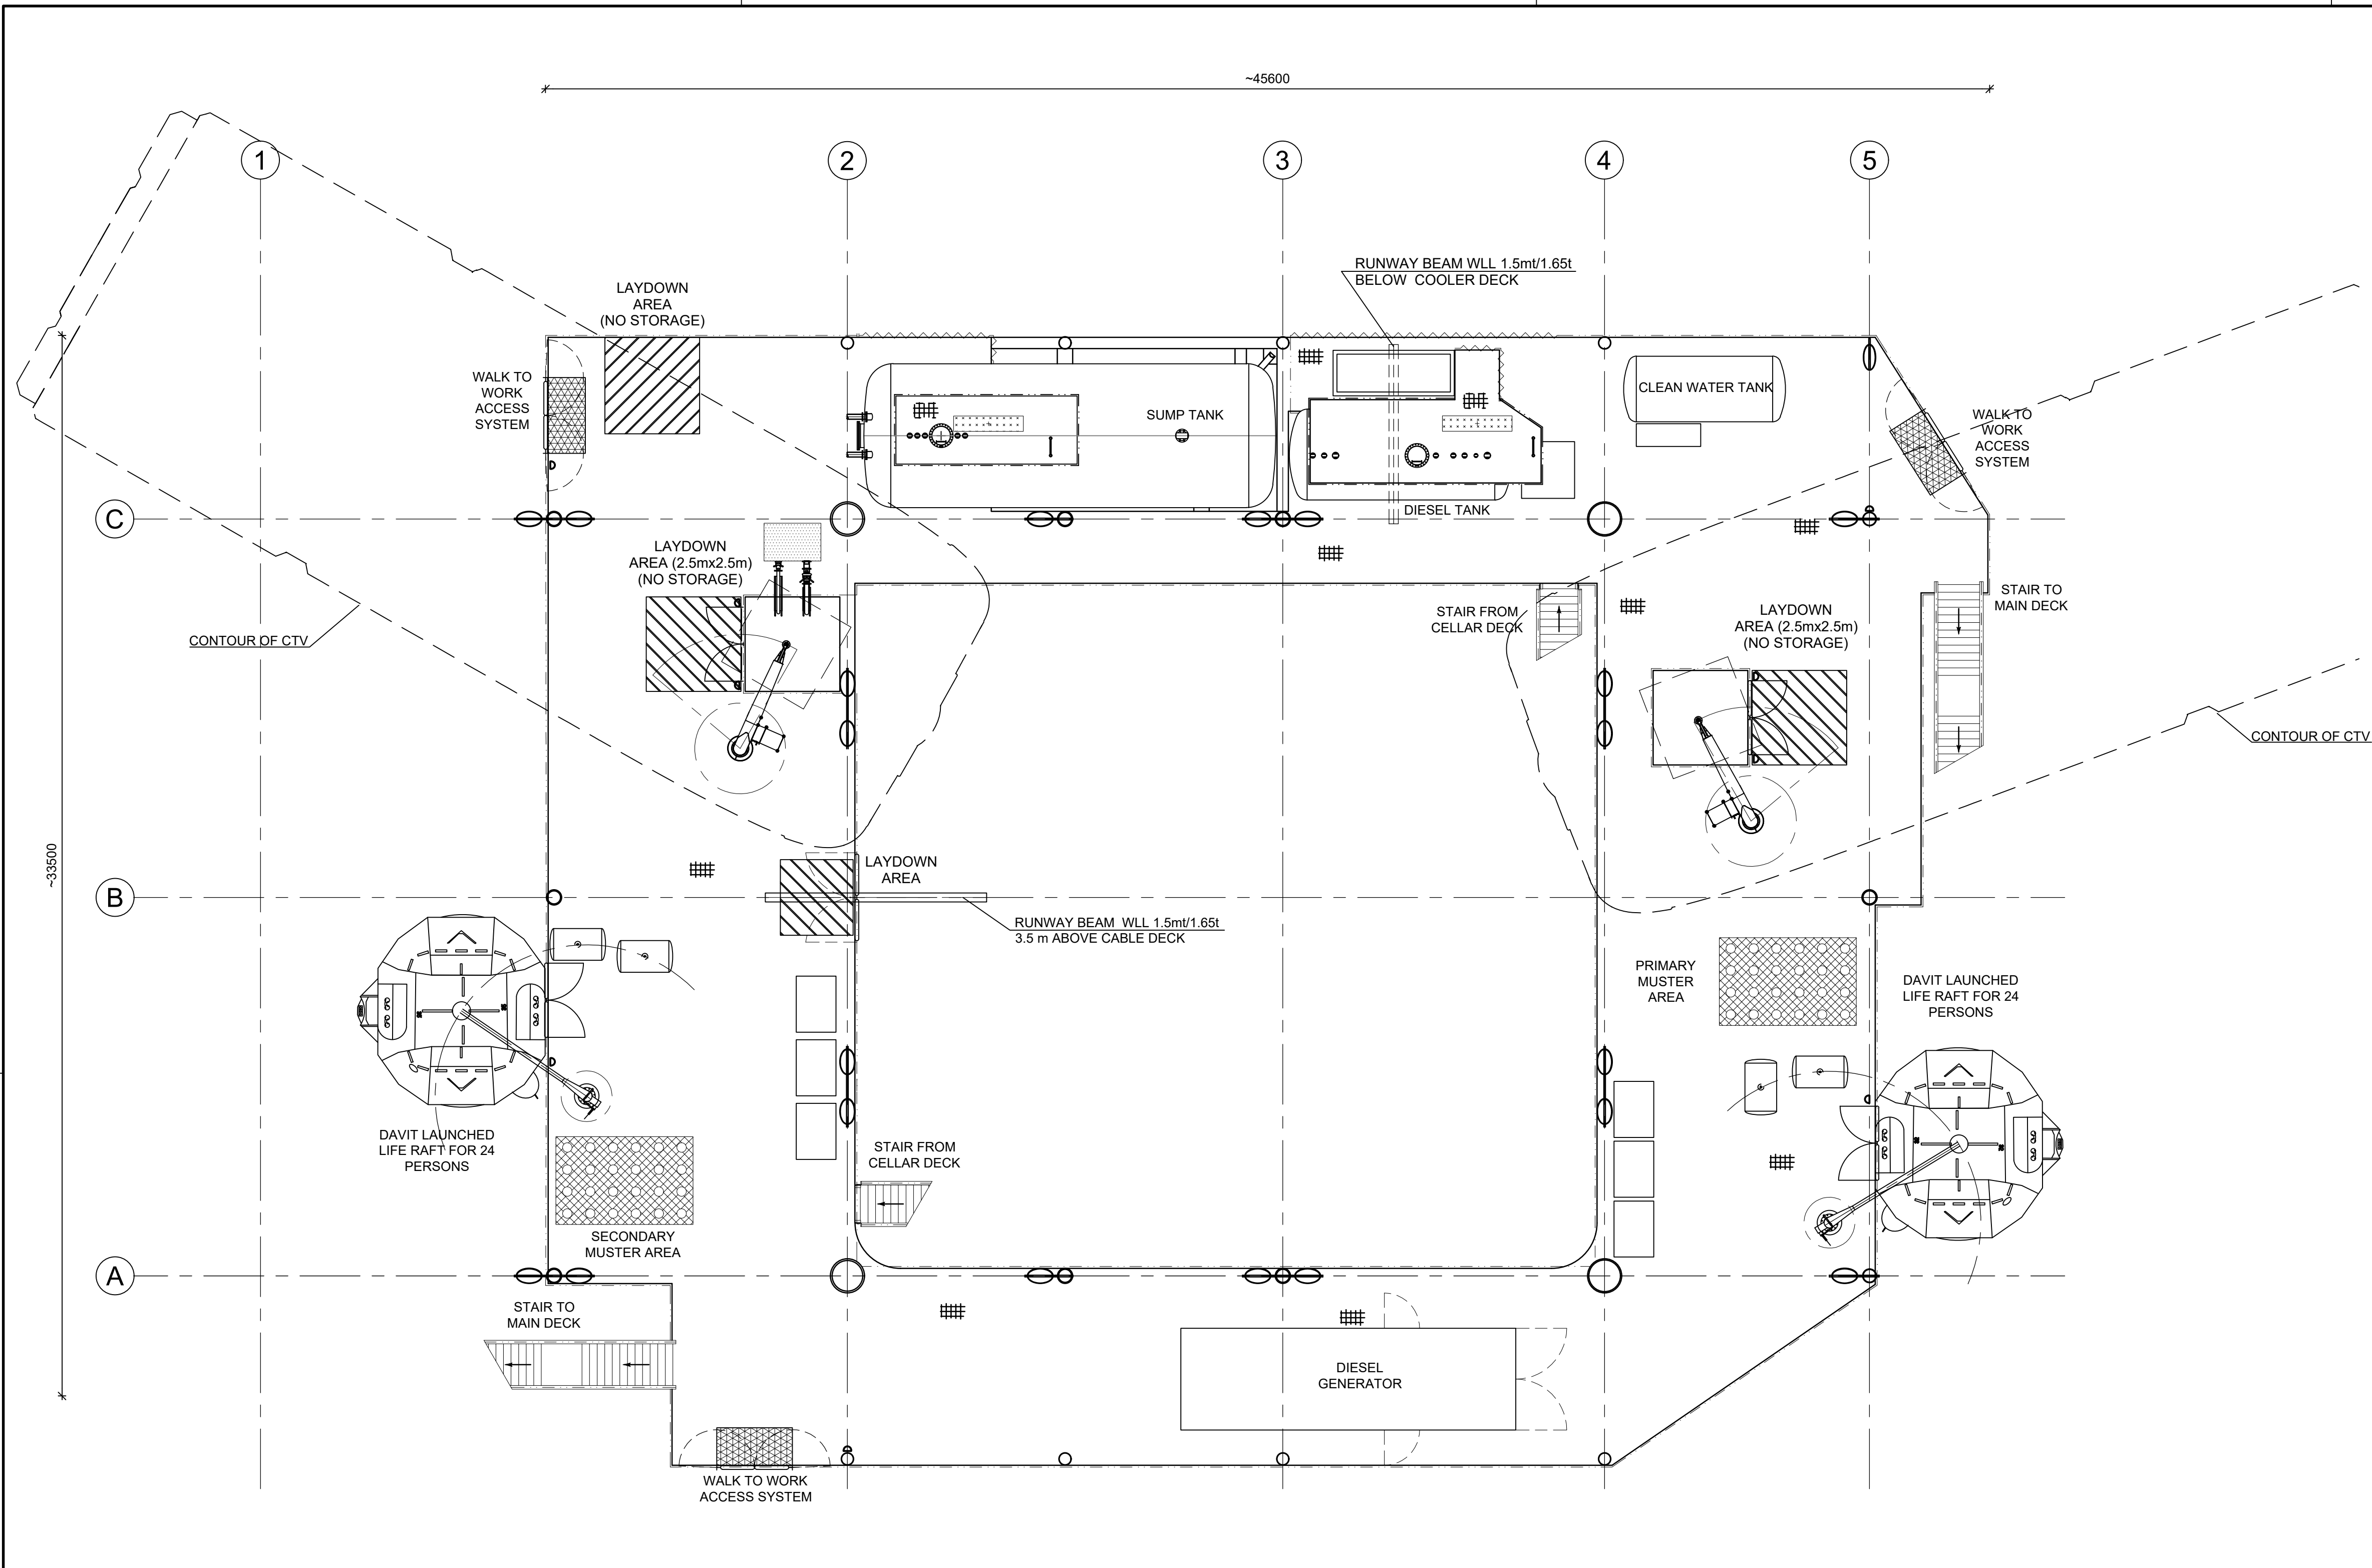 ~45600
1
2
3
4
5
RUNWAY BEAM WLL 1.5mt/1.65t
BELOW COOLER DECK
LAYDOWN
AREA
(NO STORAGE)
WALK TO
WORK
ACCESS
SYSTEM
SUMP TANK
CLEAN WATER TANK
WALK TO
WORK
ACCESS
SYSTEM
DIESEL TANK
C
LAYDOWN
AREA (2.5mx2.5m)
(NO STORAGE)
CONTOUR OF CTV
STAIR FROM
CELLAR DECK
LAYDOWN
AREA (2.5mx2.5m)
(NO STORAGE)
STAIR TO
MAIN DECK
CONTOUR OF CTV
~33500
LAYDOWN
AREA
B
RUNWAY BEAM WLL 1.5mt/1.65t
3.5 m ABOVE CABLE DECK
PRIMARY
MUSTER
AREA
DAVIT LAUNCHED
LIFE RAFT FOR 24
PERSONS
DAVIT LAUNCHED
LIFE RAFT FOR 24
PERSONS
STAIR FROM
CELLAR DECK
SECONDARY
MUSTER AREA
A
STAIR TO
MAIN DECK
DIESEL
GENERATOR
WALK TO WORK
ACCESS SYSTEM